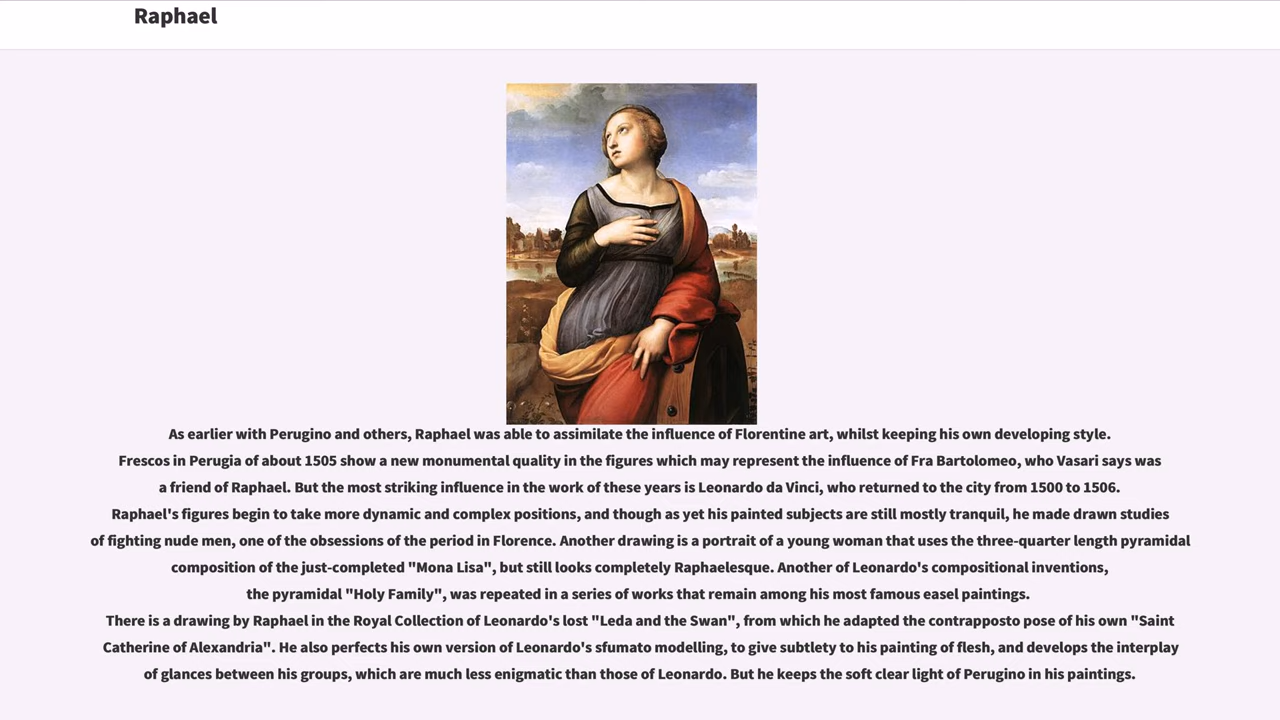 Raphael
As earlier with Perugino and others, Raphael was able to assimilate the influence of Florentine art, whilst keeping his own developing style.
Frescos in Perugia of about 1505 show a new monumental quality in the figures which may represent the influence of Fra Bartolomeo, who Vasari says was
a friend of Raphael. But the most striking influence in the work of these years is Leonardo da Vinci, who returned to the city from 1500 to 1506.
Raphael's figures begin to take more dynamic and complex positions, and though as yet his painted subjects are still mostly tranquil, he made drawn studies
of fighting nude men, one of the obsessions of the period in Florence. Another drawing is a portrait of a young woman that uses the three-quarter length pyramidal
composition of the just-completed "Mona Lisa", but still looks completely Raphaelesque. Another of Leonardo's compositional inventions,
the pyramidal "Holy Family", was repeated in a series of works that remain among his most famous easel paintings.
There is a drawing by Raphael in the Royal Collection of Leonardo's lost "Leda and the Swan", from which he adapted the contrapposto pose of his own "Saint
Catherine of Alexandria". He also perfects his own version of Leonardo's sfumato modelling, to give subtlety to his painting of flesh, and develops the interplay
of glances between his groups, which are much less enigmatic than those of Leonardo. But he keeps the soft clear light of Perugino in his paintings.